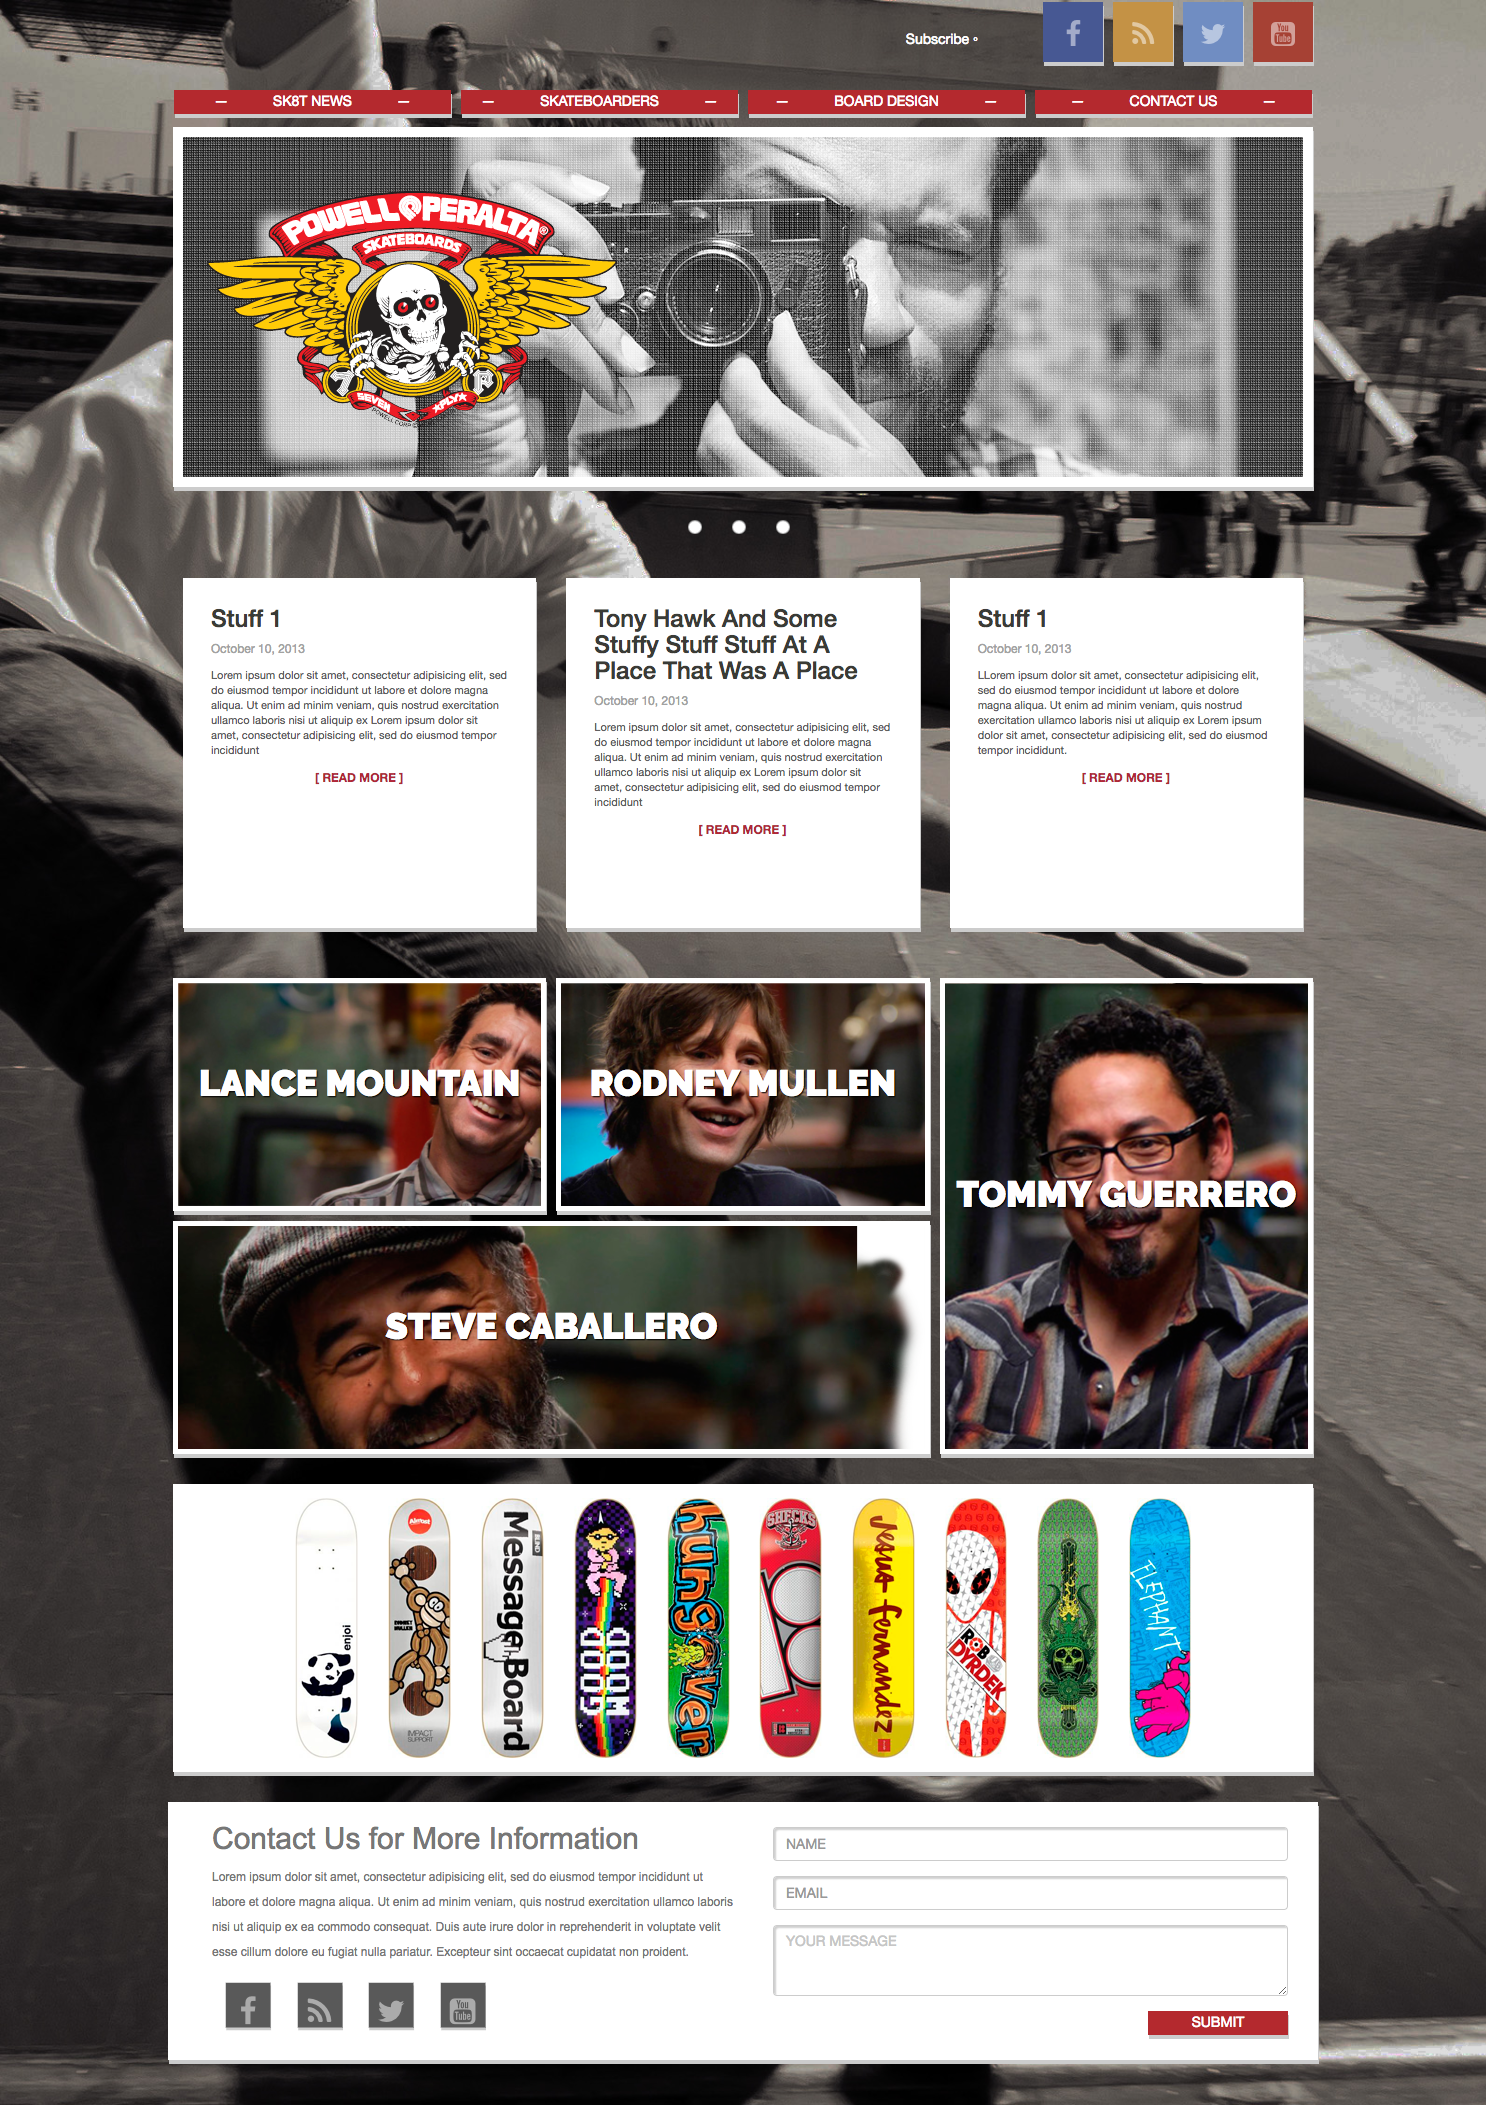 Subscribe
You
Tube
— SK8T NEWS —
— SKATEBOARDERS —
— BOARD DESIGN —
— CONTACT US —
POWELL PERALTA®
SKATEBOARDS
SEVEN PLY
POWELL CORP
Stuff 1
October 10, 2013
Lorem ipsum dolor sit amet, consectetur adipisicing elit, sed
do eiusmod tempor incididunt ut labore et dolore magna
aliqua. Ut enim ad minim veniam, quis nostrud exercitation
ullamco laboris nisi ut aliquip ex Lorem ipsum dolor sit
amet, consectetur adipisicing elit, sed do eiusmod tempor
incididunt
[ READ MORE ]
Tony Hawk And Some
Stuffy Stuff Stuff At A
Place That Was A Place
October 10, 2013
Lorem ipsum dolor sit amet, consectetur adipisicing elit, sed
do eiusmod tempor incididunt ut labore et dolore magna
aliqua. Ut enim ad minim veniam, quis nostrud exercitation
ullamco laboris nisi ut aliquip ex Lorem ipsum dolor sit
amet, consectetur adipisicing elit, sed do eiusmod tempor
incididunt
[ READ MORE ]
Stuff 1
October 10, 2013
LLorem ipsum dolor sit amet, consectetur adipisicing elit,
sed do eiusmod tempor incididunt ut labore et dolore
magna aliqua. Ut enim ad minim veniam, quis nostrud
exercitation ullamco laboris nisi ut aliquip ex Lorem ipsum
dolor sit amet, consectetur adipisicing elit, sed do eiusmod
tempor incididunt.
[ READ MORE ]
LANCE MOUNTAIN
RODNEY MULLEN
TOMMY GUERRERO
STEVE CABALLERO
enjoi
Almost
IMPACT
SUPPORT
BLIND
Message Board
GOOD
WOOD
hungover
SHECKS
Jesus Fernandez
ROB
DYRDEK
ELEPHANT
Contact Us for More Information
Lorem ipsum dolor sit amet, consectetur adipisicing elit, sed do eiusmod tempor incididunt ut
labore et dolore magna aliqua. Ut enim ad minim veniam, quis nostrud exercitation ullamco laboris
nisi ut aliquip ex ea commodo consequat. Duis aute irure dolor in reprehenderit in voluptate velit
esse cillum dolore eu fugiat nulla pariatur. Excepteur sint occaecat cupidatat non proident.
You
Tube
NAME
EMAIL
YOUR MESSAGE
SUBMIT